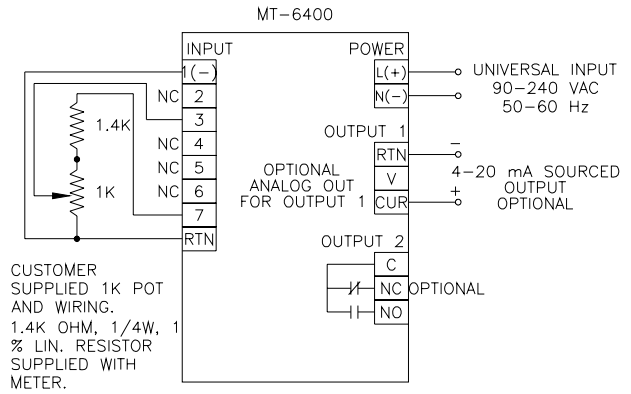 MT-6400
INPUT
POWER
1(-)
L(+)
UNIVERSAL INPUT
90-240 VAC
50-60 Hz
NC 2
N(-)
3
1.4K
OUTPUT 1
NC 4
RTN
-
4-20 mA SOURCED
OUTPUT
OPTIONAL
+
NC 5
V
OPTIONAL
ANALOG OUT
FOR OUTPUT 1
NC 6
CUR
1K
7
RTN
OUTPUT 2
C
NC OPTIONAL
NO
CUSTOMER
SUPPLIED 1K POT
AND WIRING.
1.4K OHM, 1/4W, 1
% LIN. RESISTOR
SUPPLIED WITH
METER.